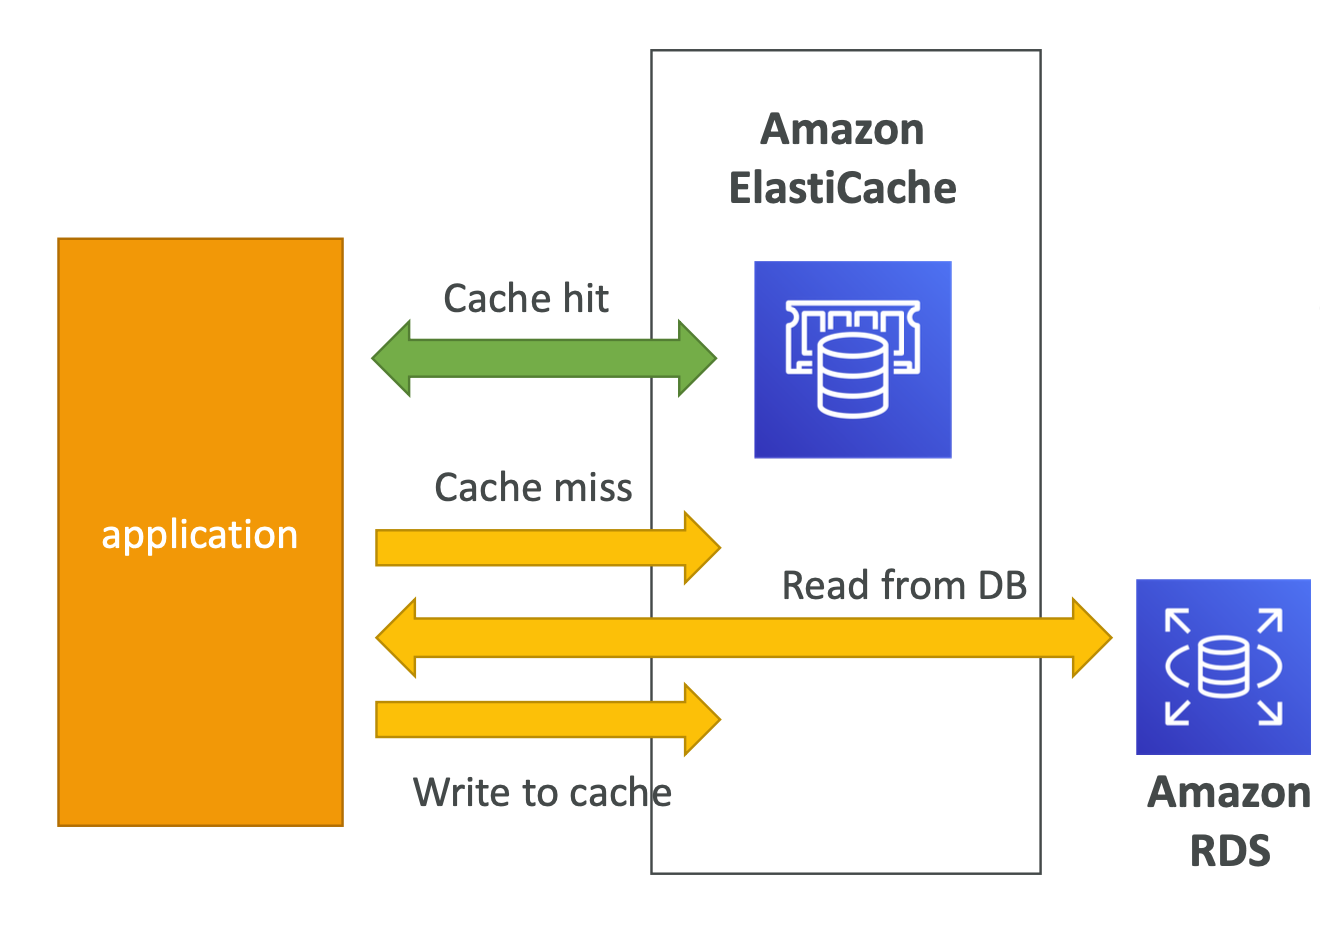 Amazon
ElastiCache
Cache hit
Cache miss
application
Read from DB
Write to cache
Amazon
RDS